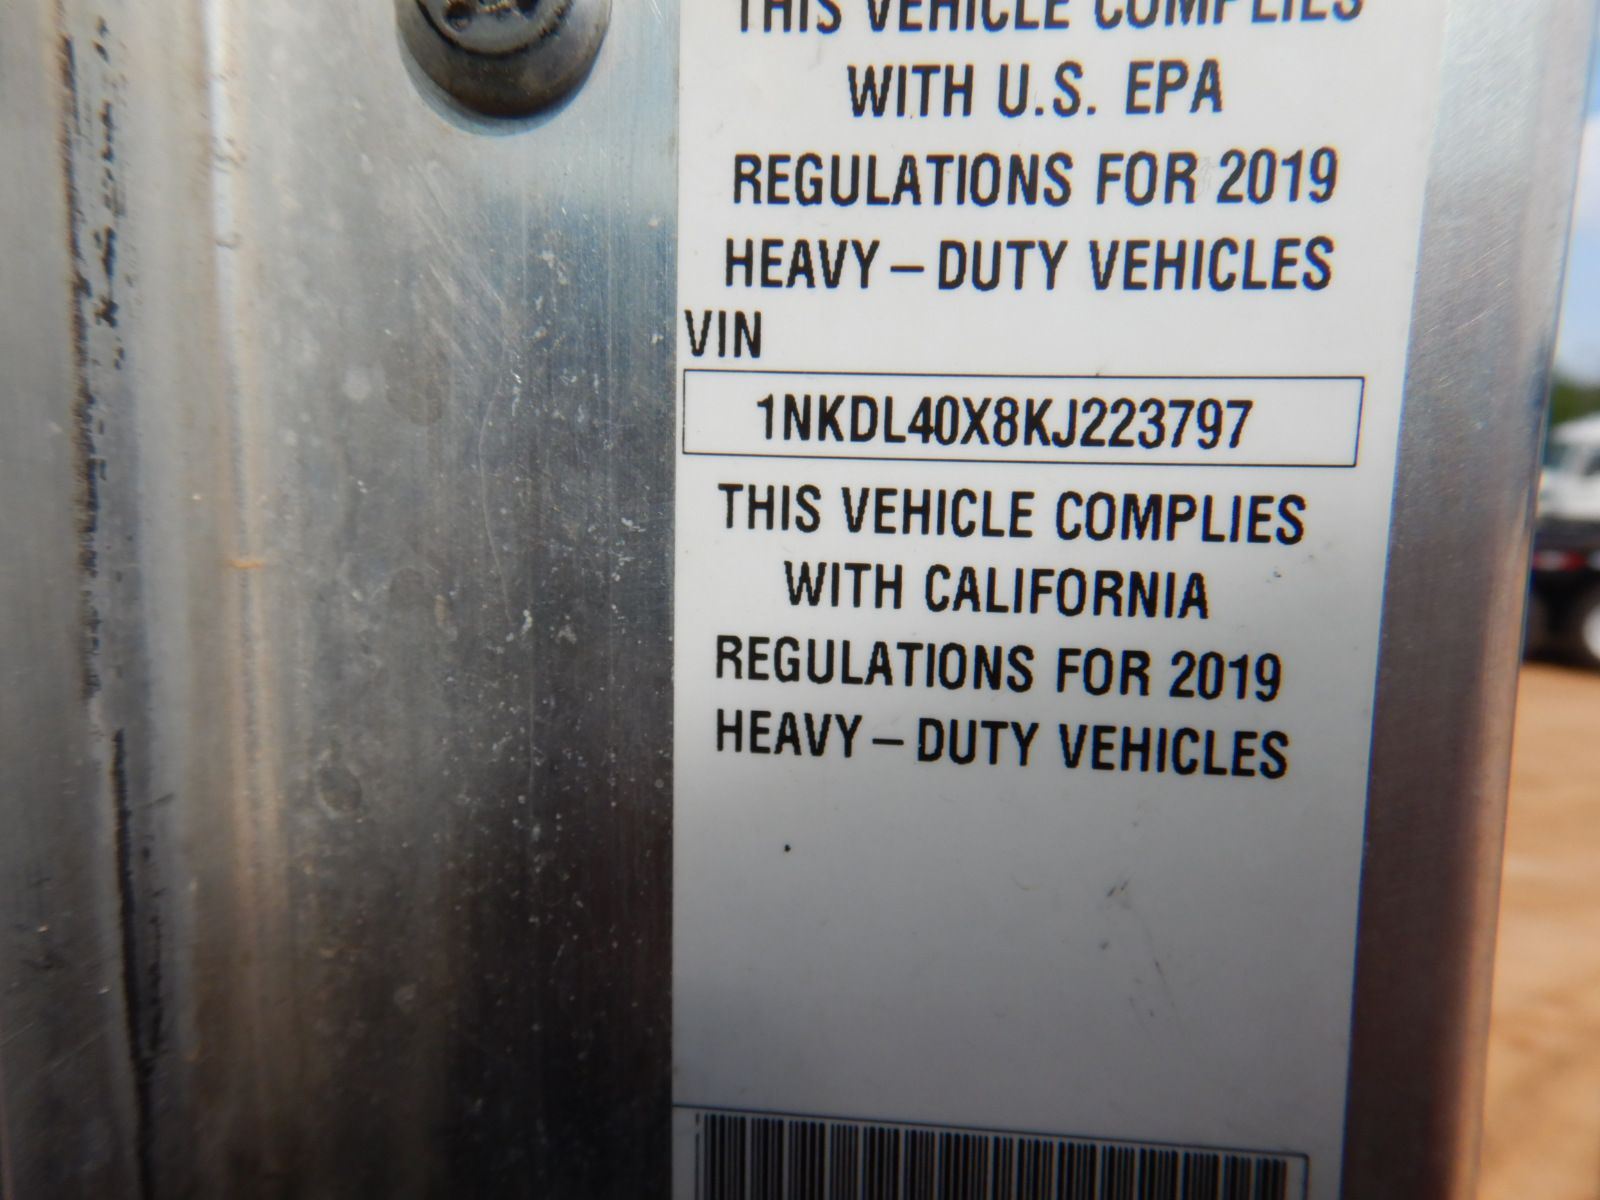 THIS VEHICLE COMPLIES
WITH U.S. EPA
REGULATIONS FOR 2019
HEAVY – DUTY VEHICLES
VIN
1NKDL40X8KJ223797
THIS VEHICLE COMPLIES
WITH CALIFORNIA
REGULATIONS FOR 2019
HEAVY – DUTY VEHICLES